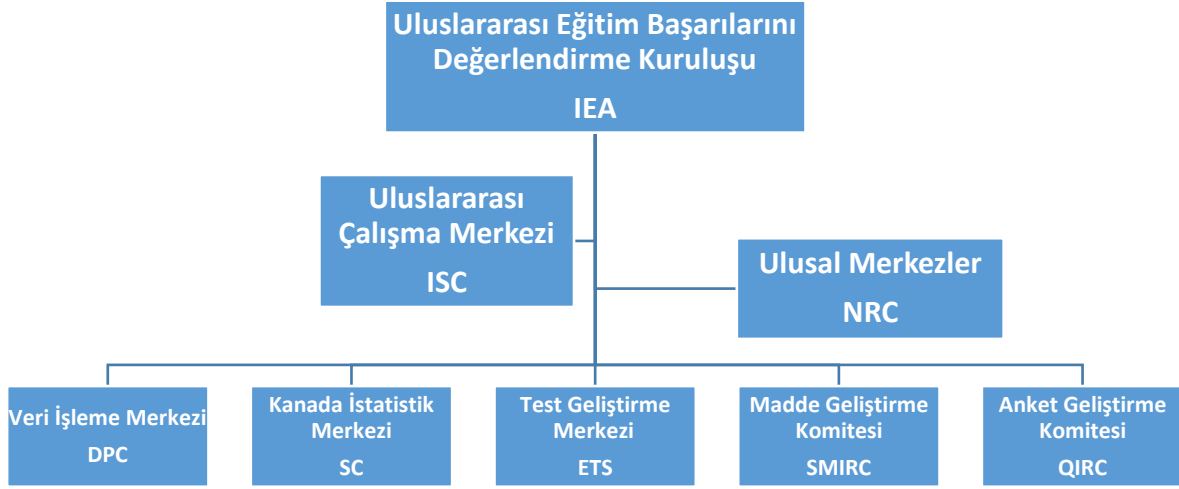 Uluslararası Eğitim Başarılarını
Değerlendirme Kuruluşu
IEA
Uluslararası
Çalışma Merkezi
ISC
Ulusal Merkezler
NRC
Veri İşleme Merkezi
DPC
Kanada İstatistik
Merkezi
SC
Test Geliştirme
Merkezi
ETS
Madde Geliştirme
Komitesi
SMIRC
Anket Geliştirme
Komitesi
QIRC